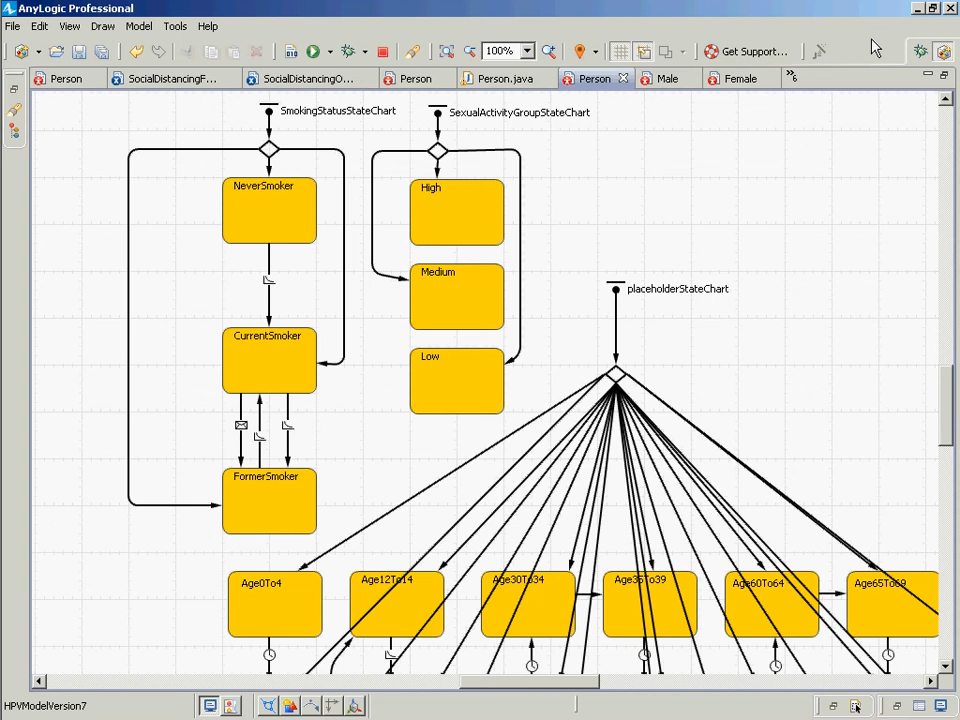 AnyLogic Professional
File Edit View Draw Model Tools Help
100% Get Support...
Person SocialDistancingF... SocialDistancingO... Person Person.java Person Male Female
SmokingStatusStateChart
SexualActivityGroupStateChart
NeverSmoker
High
Medium
placeholderStateChart
CurrentSmoker
Low
FormerSmoker
Age0To4 Age12To14 Age30To34 Age35To39 Age60To64 Age65To69
HPVModelVersion7